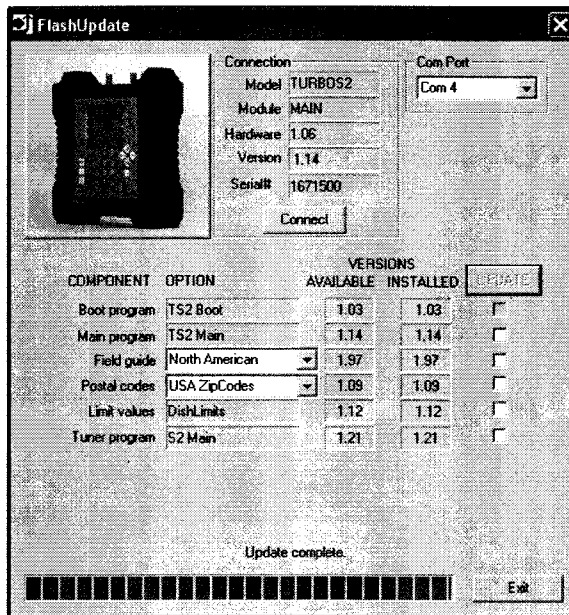 FlashUpdate
Connection
Model TURBOS2
Module MAIN
Hardware 1.06
Version 1.14
Serial# 1671500
Connect
Com Port
Com 4
VERSIONS
COMPONENT OPTION AVAILABLE INSTALLED UPDATE
Boot program TS2 Boot 1.03 1.03
Main program TS2 Main 1.14 1.14
Field guide North American 1.97 1.97
Postal codes USA ZipCodes 1.09 1.09
Limit values DishLimits 1.12 1.12
Tuner program S2 Main 1.21 1.21
Update complete.
Exit